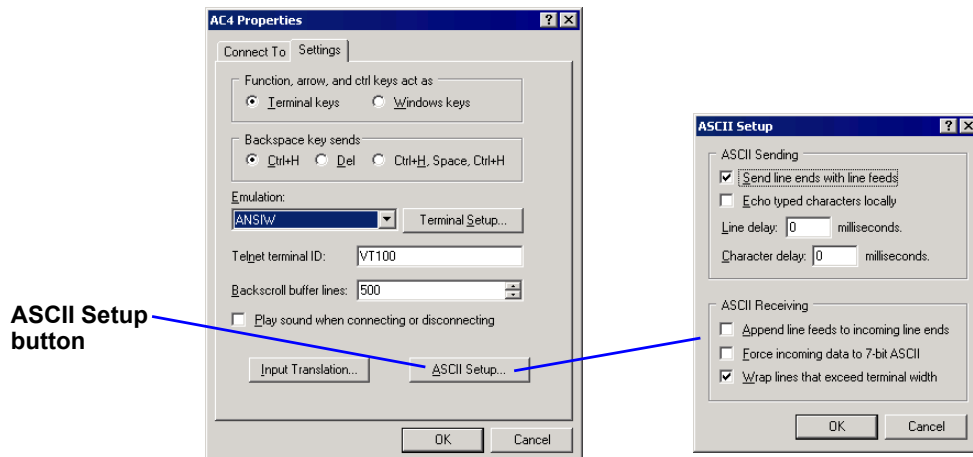 AC4 Properties
Connect To Settings
Function, arrow, and ctrl keys act as
Terminal keys Windows keys
Backspace key sends
Ctrl+H Del Ctrl+H, Space, Ctrl+H
Emulation:
ANSIW Terminal Setup...
Telnet terminal ID: VT100
Backscroll buffer lines: 500
Play sound when connecting or disconnecting
Input Translation... ASCII Setup...
OK Cancel
ASCII Setup
button
ASCII Setup
ASCII Sending
Send line ends with line feeds
Echo typed characters locally
Line delay: 0 milliseconds.
Character delay: 0 milliseconds.
ASCII Receiving
Append line feeds to incoming line ends
Force incoming data to 7-bit ASCII
Wrap lines that exceed terminal width
OK Cancel